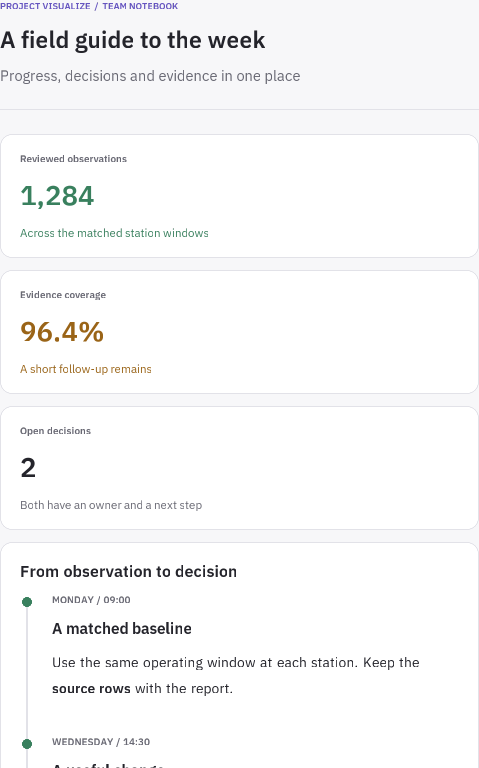 PROJECT VISUALIZE / TEAM NOTEBOOK
A field guide to the week
Progress, decisions and evidence in one place
Reviewed observations
1,284
Across the matched station windows
Evidence coverage
96.4%
A short follow-up remains
Open decisions
2
Both have an owner and a next step
From observation to decision
MONDAY / 09:00
A matched baseline
Use the same operating window at each station. Keep the
source rows with the report.
WEDNESDAY / 14:30
A useful change